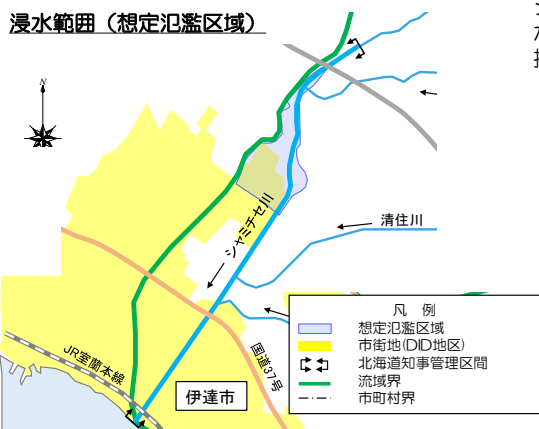 浸水範囲（想定氾濫区域）
N
清住川
シャミチセ川
凡 例
想定氾濫区域
市街地(DID地区)
北海道知事管理区間
流域界
市町村界
JR室蘭本線
国道37号
伊達市